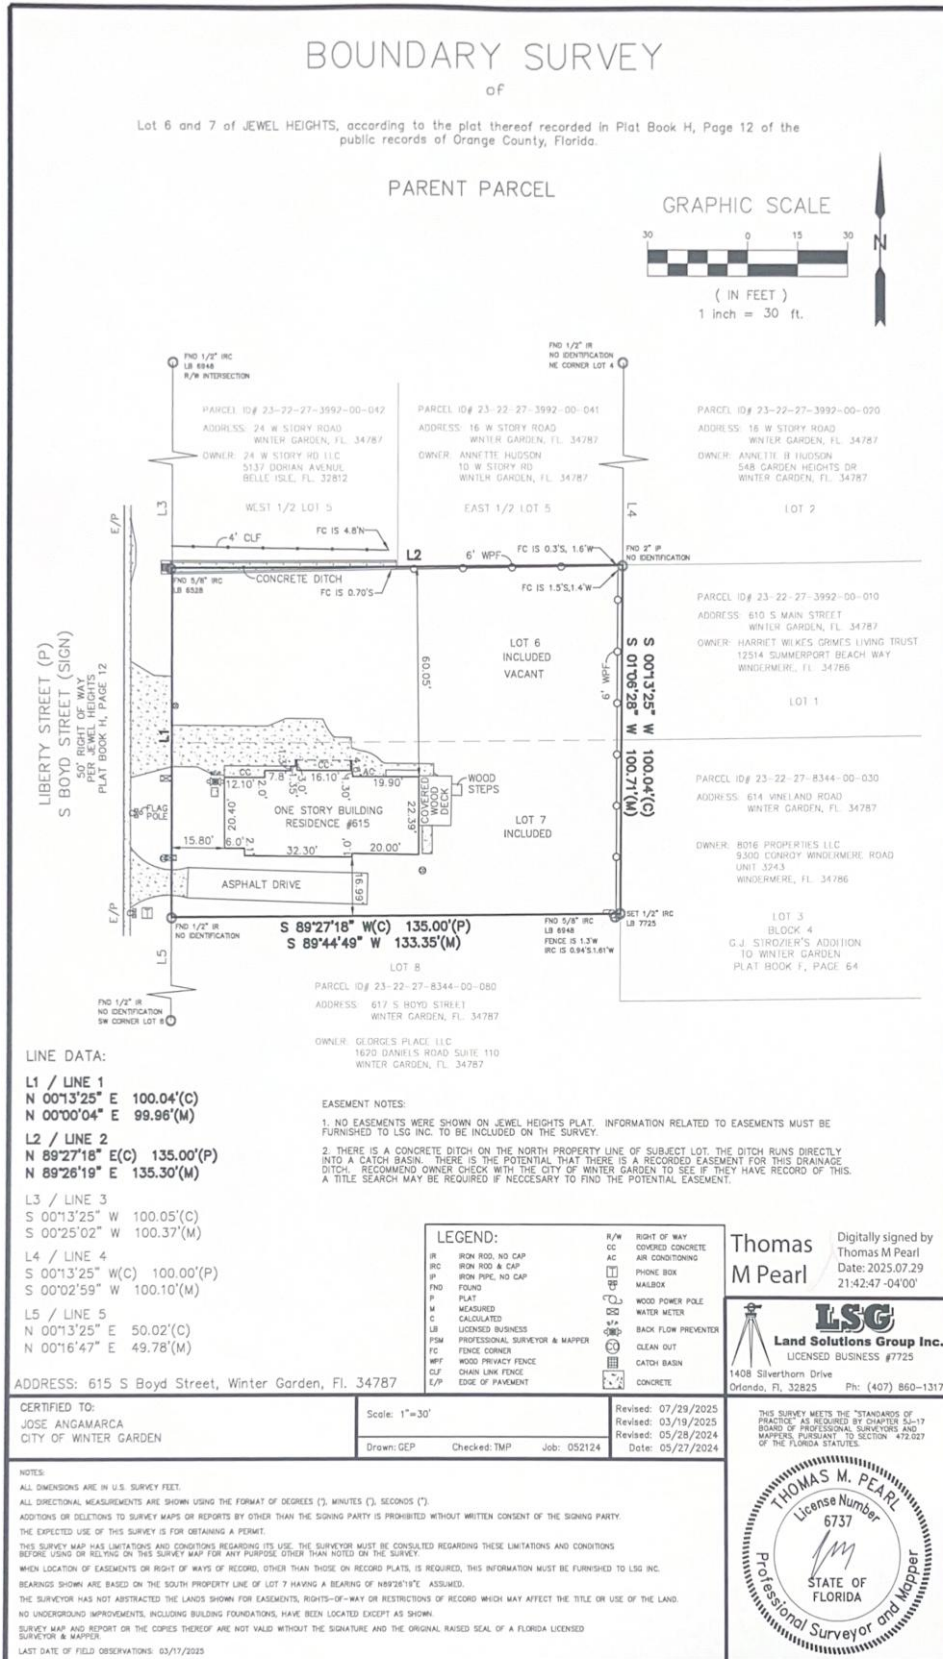 BOUNDARY SURVEY
of
Lot 6 and 7 of JEWEL HEIGHTS, according to the plat thereof recorded in Plat Book H, Page 12 of the
public records of Orange County, Florida.
PARENT PARCEL
GRAPHIC SCALE
30 0 15 30
N
( IN FEET )
1 inch = 30 ft.
FND 1/2" IRC
LB 6948
R/W INTERSECTION
FND 1/2" IR
NO IDENTIFICATION
NE CORNER LOT 4
PARCEL ID# 23-22-27-3992-00-042
ADDRESS: 24 W STORY ROAD
WINTER GARDEN, FL. 34787
OWNER: 24 W STORY RD LLC
5137 DORIAN AVENUE
BELLE ISLE, FL. 32812
WEST 1/2 LOT 5
PARCEL ID# 23-22-27-3992-00-041
ADDRESS: 16 W STORY ROAD
WINTER GARDEN, FL. 34787
OWNER: ANNETTE HUDSON
10 W STORY RD
WINTER GARDEN, FL. 34787
EAST 1/2 LOT 5
PARCEL ID# 23-22-27-3992-00-020
ADDRESS: 16 W STORY ROAD
WINTER GARDEN, FL. 34787
OWNER: ANNETTE B HUDSON
548 GARDEN HEIGHTS DR
WINTER GARDEN, FL. 34787
LOT 2
L3
L4
E/P
4' CLF
FC IS 4.8'N
L2
6' WPF
FC IS 0.3'S, 1.6'W
FND 2" IP
NO IDENTIFICATION
FND 5/8" IRC
LB 6528
CONCRETE DITCH
FC IS 0.70'S
FC IS 1.5'S,1.4'W
PARCEL ID# 23-22-27-3992-00-010
ADDRESS: 610 S MAIN STREET
WINTER GARDEN, FL. 34787
OWNER: HARRIET WILKES GRIMES LIVING TRUST
12514 SUMMERPORT BEACH WAY
WINDERMERE, FL. 34786
LOT 1
LOT 6
INCLUDED
VACANT
60.05'
6' WPF
S 00°13'25" W 100.04'(C)
S 01°06'28" W 100.71'(M)
LIBERTY STREET (P)
S BOYD STREET (SIGN)
50' RIGHT OF WAY
PER JEWEL HEIGHTS
PLAT BOOK H, PAGE 12
L1
CC
12.10'
7.8'
2.0'
CC
16.10'
AC
19.90'
COVERED
WOOD
DECK
WOOD
STEPS
FLAG
POLE
ONE STORY BUILDING
RESIDENCE #615
20.40'
22.39'
LOT 7
INCLUDED
15.80'
6.0'
2.1'
32.30'
1.0'
20.00'
ASPHALT DRIVE
16.99'
E/P
PARCEL ID# 23-22-27-8344-00-030
ADDRESS: 614 VINELAND ROAD
WINTER GARDEN, FL. 34787
OWNER: 8016 PROPERTIES LLC
9300 CONROY WINDERMERE ROAD
UNIT 3243
WINDERMERE, FL. 34786
LOT 3
BLOCK 4
G.J. STROZIER'S ADDITION
TO WINTER GARDEN
PLAT BOOK F, PAGE 64
SET 1/2" IRC
LB 7725
FND 1/2" IR
NO IDENTIFICATION
S 89°27'18" W(C) 135.00'(P)
S 89°44'49" W 133.35'(M)
FND 5/8" IRC
LB 6948
FENCE IS 1.3'W
IRC IS 0.94'S,1.61'W
L5
FND 1/2" IR
NO IDENTIFICATION
SW CORNER LOT 8
LOT 8
PARCEL ID# 23-22-27-8344-00-080
ADDRESS: 617 S BOYD STREET
WINTER GARDEN, FL. 34787
OWNER: GEORGES PLACE LLC
1620 DANIELS ROAD SUITE 110
WINTER GARDEN, FL. 34787
LINE DATA:
L1 / LINE 1
N 00°13'25" E 100.04'(C)
N 00°00'04" E 99.96'(M)
L2 / LINE 2
N 89°27'18" E(C) 135.00'(P)
N 89°26'19" E 135.30'(M)
L3 / LINE 3
S 00°13'25" W 100.05'(C)
S 00°25'02" W 100.37'(M)
L4 / LINE 4
S 00°13'25" W(C) 100.00'(P)
S 00°02'59" W 100.10'(M)
L5 / LINE 5
N 00°13'25" E 50.02'(C)
N 00°16'47" E 49.78'(M)
ADDRESS: 615 S Boyd Street, Winter Garden, Fl. 34787
EASEMENT NOTES:
1. NO EASEMENTS WERE SHOWN ON JEWEL HEIGHTS PLAT. INFORMATION RELATED TO EASEMENTS MUST BE
FURNISHED TO LSG INC. TO BE INCLUDED ON THE SURVEY.
2. THERE IS A CONCRETE DITCH ON THE NORTH PROPERTY LINE OF SUBJECT LOT. THE DITCH RUNS DIRECTLY
INTO A CATCH BASIN. THERE IS THE POTENTIAL THAT THERE IS A RECORDED EASEMENT FOR THIS DRAINAGE
DITCH. RECOMMEND OWNER CHECK WITH THE CITY OF WINTER GARDEN TO SEE IF THEY HAVE RECORD OF THIS.
A TITLE SEARCH MAY BE REQUIRED IF NECCESARY TO FIND THE POTENTIAL EASEMENT.
LEGEND:
IR IRON ROD, NO CAP
IRC IRON ROD & CAP
IP IRON PIPE, NO CAP
FND FOUND
P PLAT
M MEASURED
C CALCULATED
LB LICENSED BUSINESS
PSM PROFESSIONAL SURVEYOR & MAPPER
FC FENCE CORNER
WPF WOOD PRIVACY FENCE
CLF CHAIN LINK FENCE
E/P EDGE OF PAVEMENT
R/W RIGHT OF WAY
CC COVERED CONCRETE
AC AIR CONDITIONING
PHONE BOX
MAILBOX
WOOD POWER POLE
WATER METER
BACK FLOW PREVENTER
CLEAN OUT
CATCH BASIN
CONCRETE
Thomas
M Pearl
Digitally signed by
Thomas M Pearl
Date: 2025.07.29
21:42:47 -04'00'
LSG
Land Solutions Group Inc.
LICENSED BUSINESS #7725
1408 Silverthorn Drive
Orlando, Fl, 32825 Ph: (407) 860-1317
CERTIFIED TO:
JOSE ANGAMARCA
CITY OF WINTER GARDEN
Scale: 1"=30'
Drawn: GEP Checked: TMP Job: 052124
Revised: 07/29/2025
Revised: 03/19/2025
Revised: 05/28/2024
Date: 05/27/2024
THIS SURVEY MEETS THE "STANDARDS OF
PRACTICE" AS REQUIRED BY CHAPTER 5J-17
BOARD OF PROFESSIONAL SURVEYORS AND
MAPPERS, PURSUANT TO SECTION 472.027
OF THE FLORIDA STATUTES.
NOTES:
ALL DIMENSIONS ARE IN U.S. SURVEY FEET.
ALL DIRECTIONAL MEASUREMENTS ARE SHOWN USING THE FORMAT OF DEGREES (°), MINUTES ('), SECONDS (").
ADDITIONS OR DELETIONS TO SURVEY MAPS OR REPORTS BY OTHER THAN THE SIGNING PARTY IS PROHIBITED WITHOUT WRITTEN CONSENT OF THE SIGNING PARTY.
THE EXPECTED USE OF THIS SURVEY IS FOR OBTAINING A PERMIT.
THIS SURVEY MAP HAS LIMITATIONS AND CONDITIONS REGARDING ITS USE. THE SURVEYOR MUST BE CONSULTED REGARDING THESE LIMITATIONS AND CONDITIONS
BEFORE USING OR RELYING ON THIS SURVEY MAP FOR ANY PURPOSE OTHER THAN NOTED ON THE SURVEY.
WHEN LOCATION OF EASEMENTS OR RIGHT OF WAYS OF RECORD, OTHER THAN THOSE ON RECORD PLATS, IS REQUIRED, THIS INFORMATION MUST BE FURNISHED TO LSG INC.
BEARINGS SHOWN ARE BASED ON THE SOUTH PROPERTY LINE OF LOT 7 HAVING A BEARING OF N89°26'19"E ASSUMED.
THE SURVEYOR HAS NOT ABSTRACTED THE LANDS SHOWN FOR EASEMENTS, RIGHTS-OF-WAY OR RESTRICTIONS OF RECORD WHICH MAY AFFECT THE TITLE OR USE OF THE LAND.
NO UNDERGROUND IMPROVEMENTS, INCLUDING BUILDING FOUNDATIONS, HAVE BEEN LOCATED EXCEPT AS SHOWN.
SURVEY MAP AND REPORT OR THE COPIES THEREOF ARE NOT VALID WITHOUT THE SIGNATURE AND THE ORIGINAL RAISED SEAL OF A FLORIDA LICENSED
SURVEYOR & MAPPER.
LAST DATE OF FIELD OBSERVATIONS: 03/17/2025
THOMAS M. PEARL
License Number
6737
STATE OF
FLORIDA
Professional Surveyor and Mapper